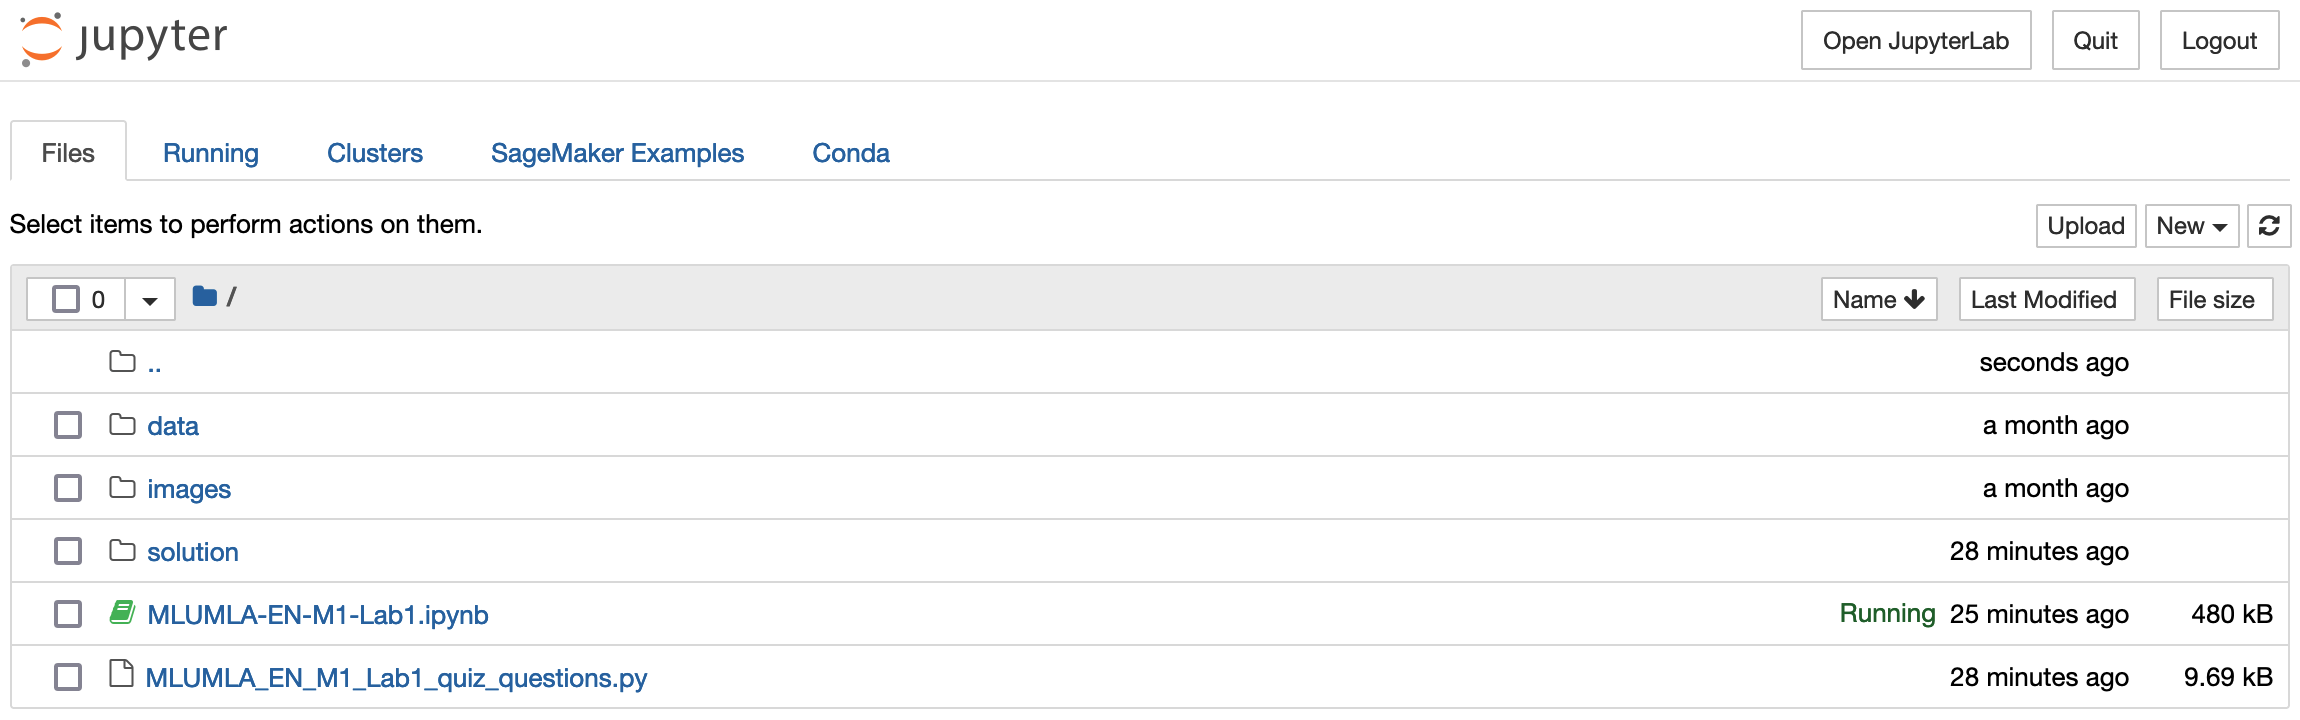 jupyter
Open JupyterLab Quit Logout
Files Running Clusters SageMaker Examples Conda
Select items to perform actions on them. Upload New
0 / Name Last Modified File size
.. seconds ago
data a month ago
images a month ago
solution 28 minutes ago
MLUMLA-EN-M1-Lab1.ipynb Running 25 minutes ago 480 kB
MLUMLA_EN_M1_Lab1_quiz_questions.py 28 minutes ago 9.69 kB